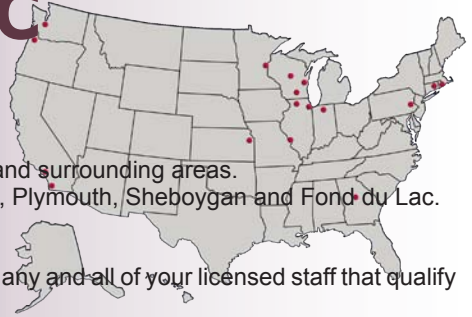 C
and surrounding areas.
, Plymouth, Sheboygan and Fond du Lac.
any and all of your licensed staff that qualify